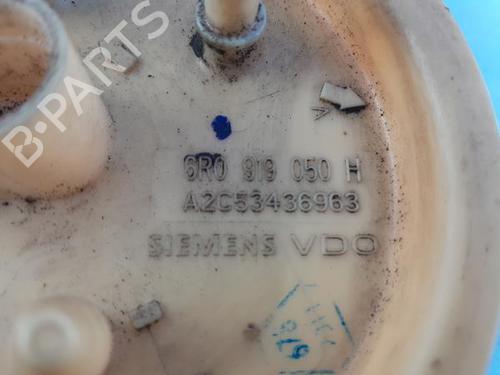 B-PARTS
6R0 919 050 H
A2C53436963
SIEMENS VDO